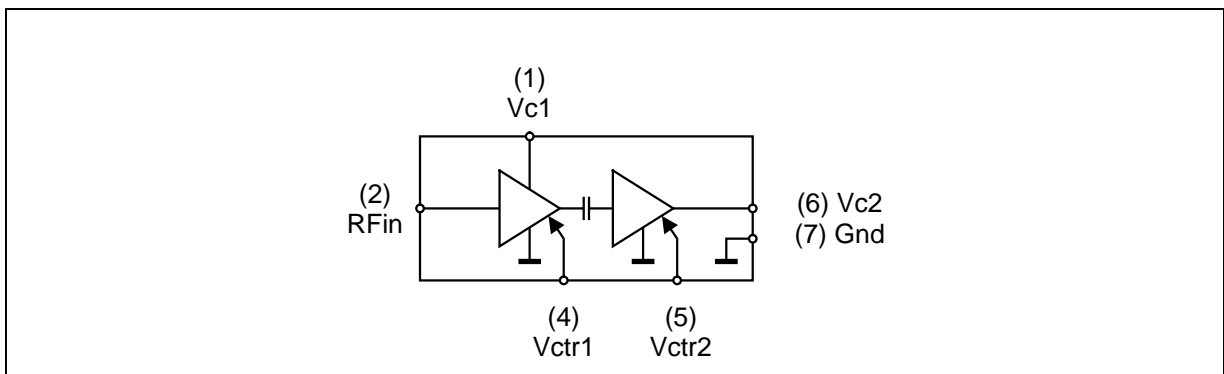 (1)
Vc1
(2)
RFin
(6) Vc2
(7) Gnd
(4)
Vctr1
(5)
Vctr2